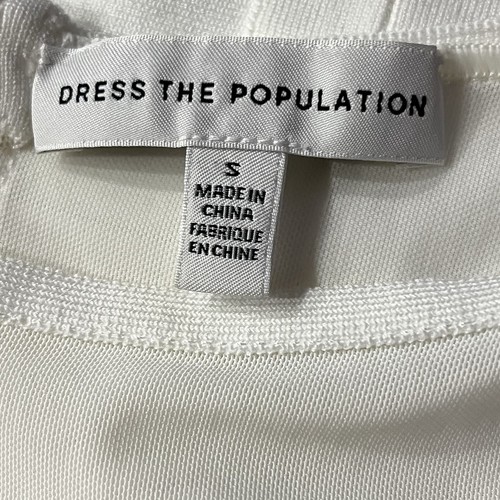 DRESS THE POPULATION
S
MADE IN
CHINA
FABRIQUE
EN CHINE